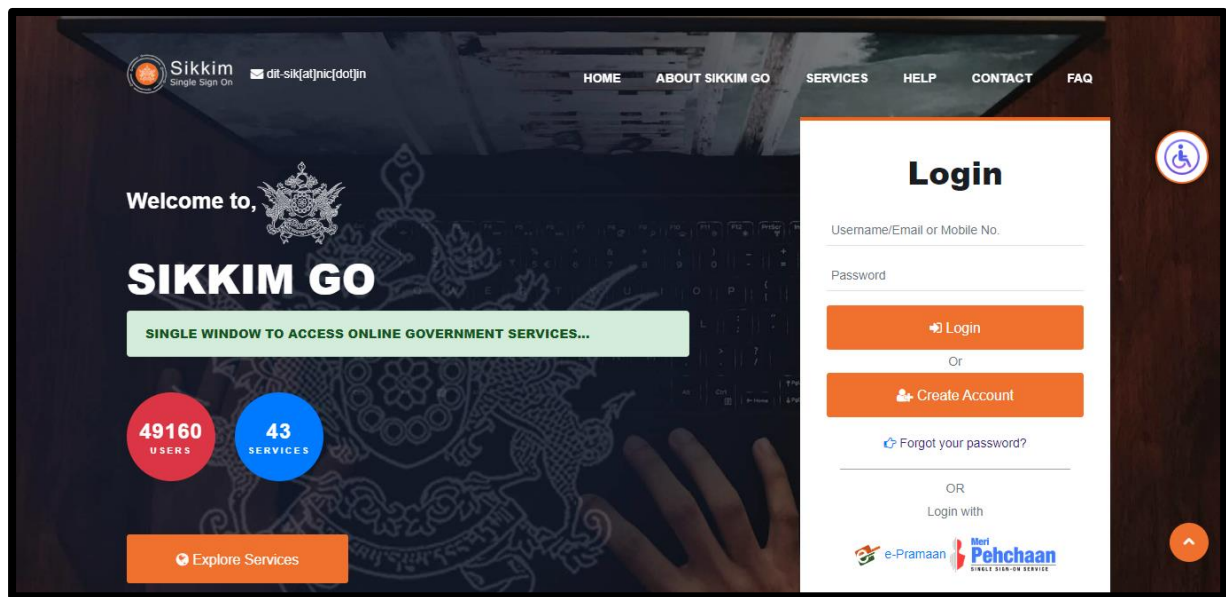 Sikkim
Single Sign On
dit-sik[at]nic[dot]in
HOME ABOUT SIKKIM GO SERVICES HELP CONTACT FAQ
Welcome to,
SIKKIM GO
SINGLE WINDOW TO ACCESS ONLINE GOVERNMENT SERVICES...
49160
USERS
43
SERVICES
Explore Services
Login
Username/Email or Mobile No.
Password
Login
Or
Create Account
Forgot your password?
OR
Login with
e-Pramaan
Meri
Pehchaan
SINGLE SIGN-ON SERVICE